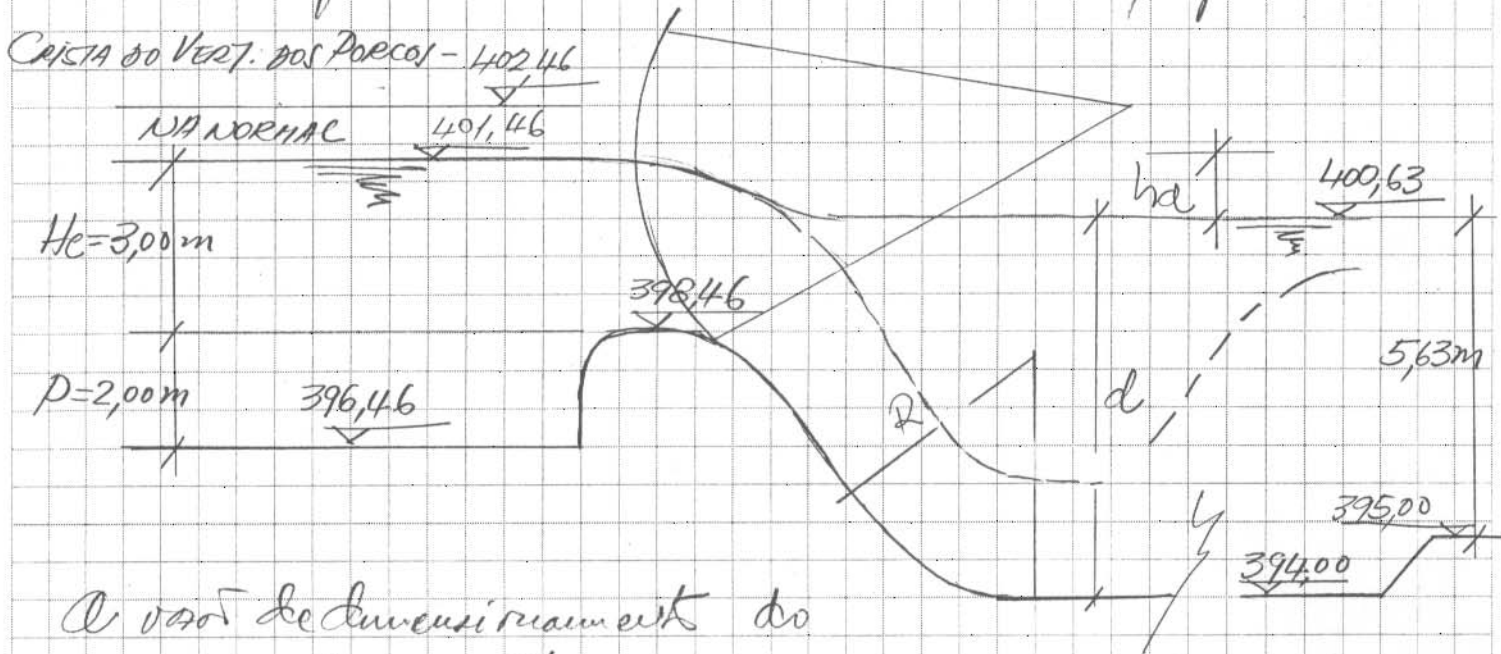 CRISTA DO VERT. DOS PORCOS - 402,46
NA NORMAL 401,46
hd
400,63
He=3,00m
398,46
5,63m
P=2,00m
396,46
R
d
395,00
394,00
de dimensionamento do